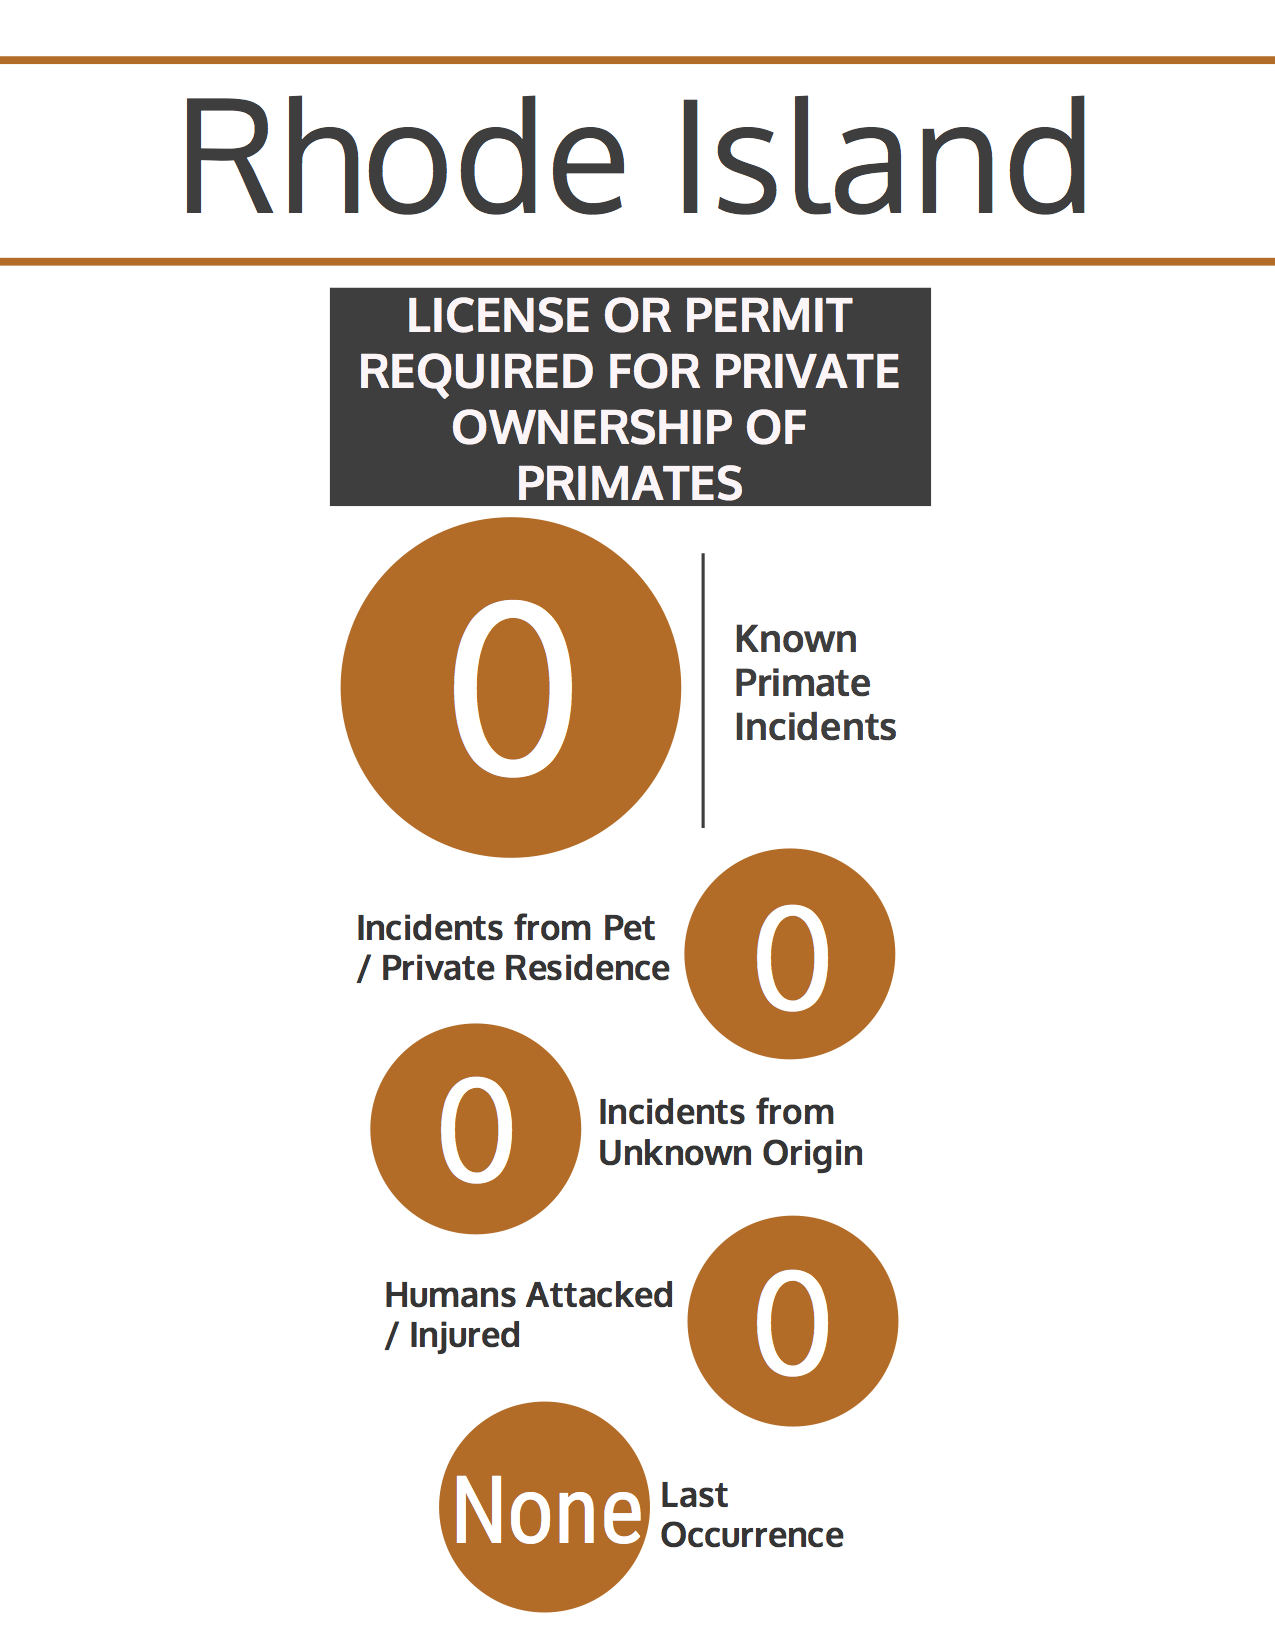 Rhode Island
LICENSE OR PERMIT
REQUIRED FOR PRIVATE
OWNERSHIP OF
PRIMATES
0
Known
Primate
Incidents
Incidents from Pet
/ Private Residence
0
0
Incidents from
Unknown Origin
Humans Attacked
/ Injured
0
None
Last
Occurrence